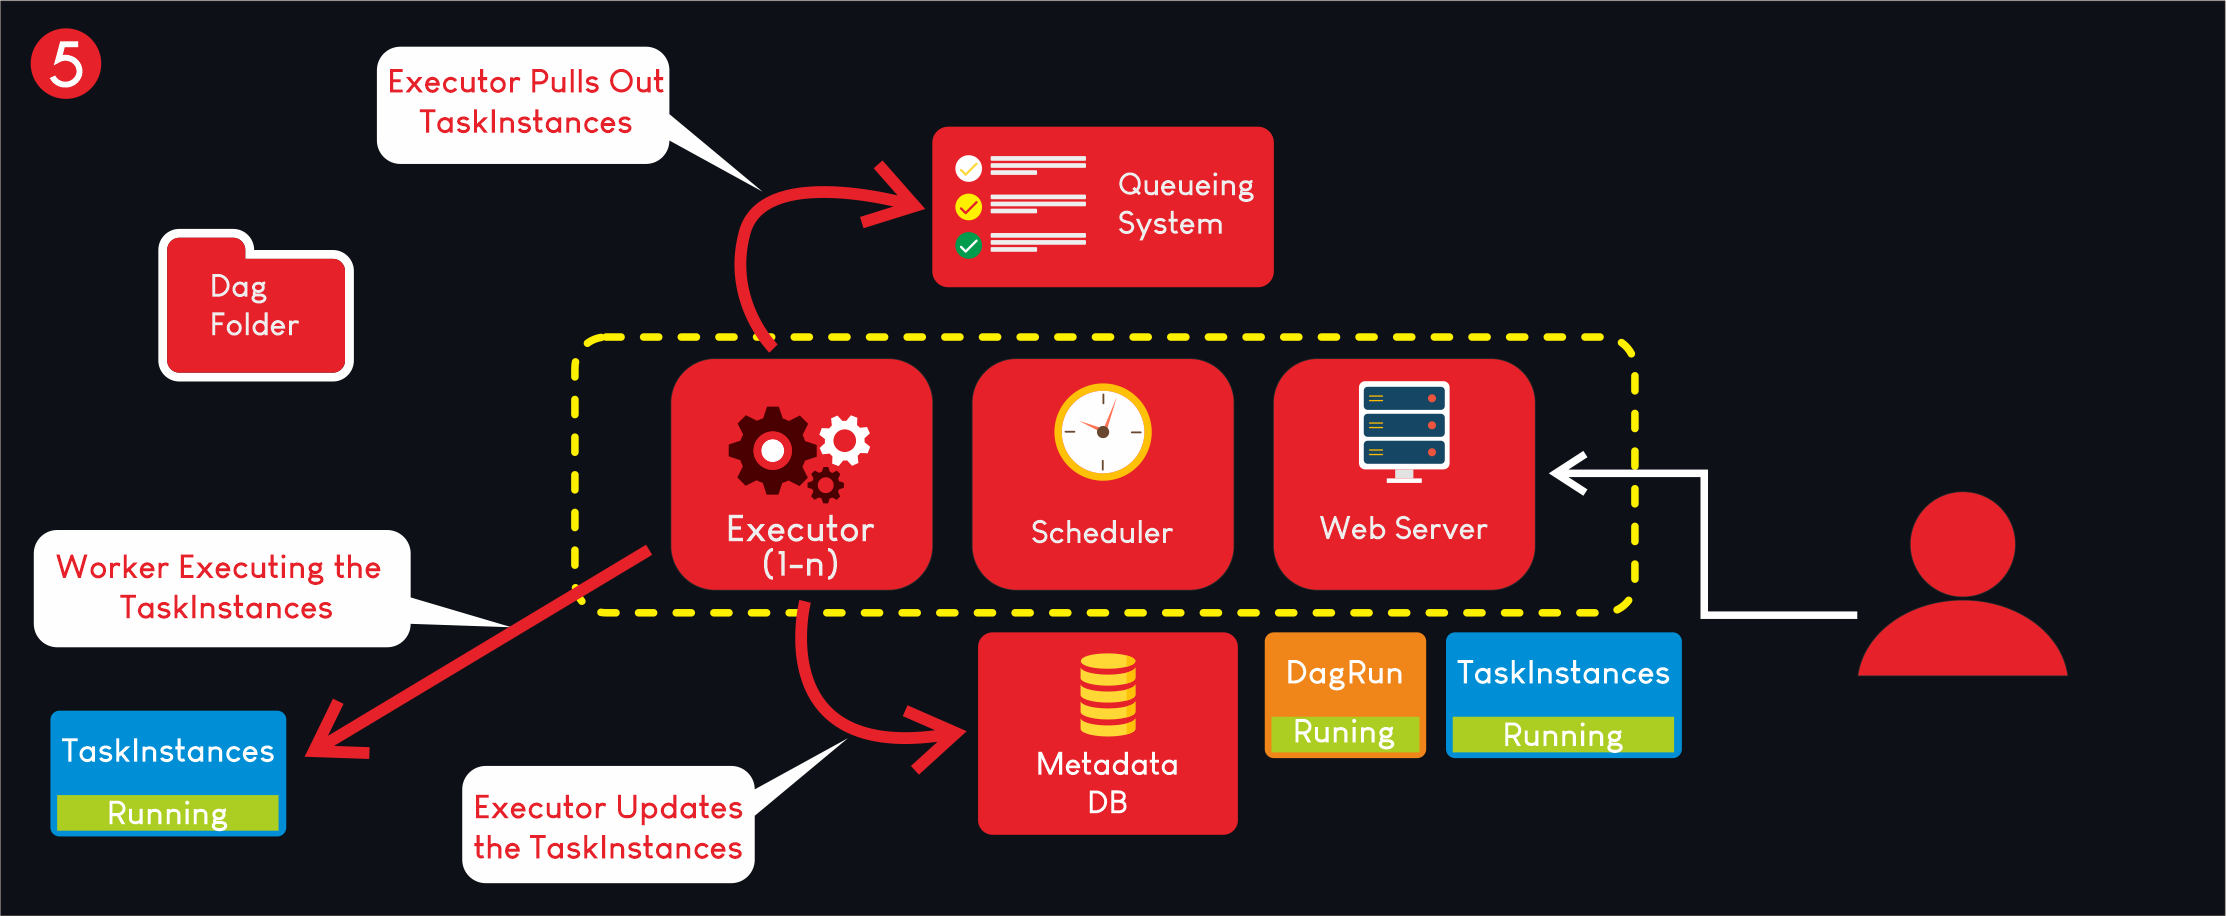 5
Executor Pulls Out
TaskInstances
Queueing
System
Dag
Folder
Executor
(1-n)
Scheduler
Web Server
Worker Executing the
TaskInstances
TaskInstances
Running
Executor Updates
the TaskInstances
Metadata
DB
DagRun
Runing
TaskInstances
Running